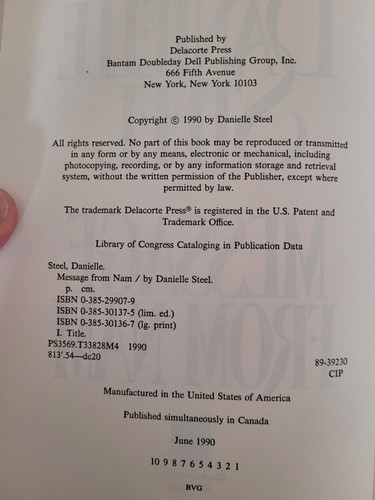 Published by
Delacorte Press
Bantam Doubleday Dell Publishing Group, Inc.
666 Fifth Avenue
New York, New York 10103
Copyright © 1990 by Danielle Steel
All rights reserved. No part of this book may be reproduced or transmitted
in any form or by any means, electronic or mechanical, including
photocopying, recording, or by any information storage and retrieval
system, without the written permission of the Publisher, except where
permitted by law.
The trademark Delacorte Press® is registered in the U.S. Patent and
Trademark Office.
Library of Congress Cataloging in Publication Data
Steel, Danielle.
Message from Nam / by Danielle Steel.
p. cm.
ISBN 0-385-29907-9
ISBN 0-385-30137-5 (lim. ed.)
ISBN 0-385-30136-7 (lg. print)
I. Title.
PS3569.T33828M4 1990
813'.54—dc20 89-39230
CIP
Manufactured in the United States of America
Published simultaneously in Canada
June 1990
10 9 8 7 6 5 4 3 2 1
BVG